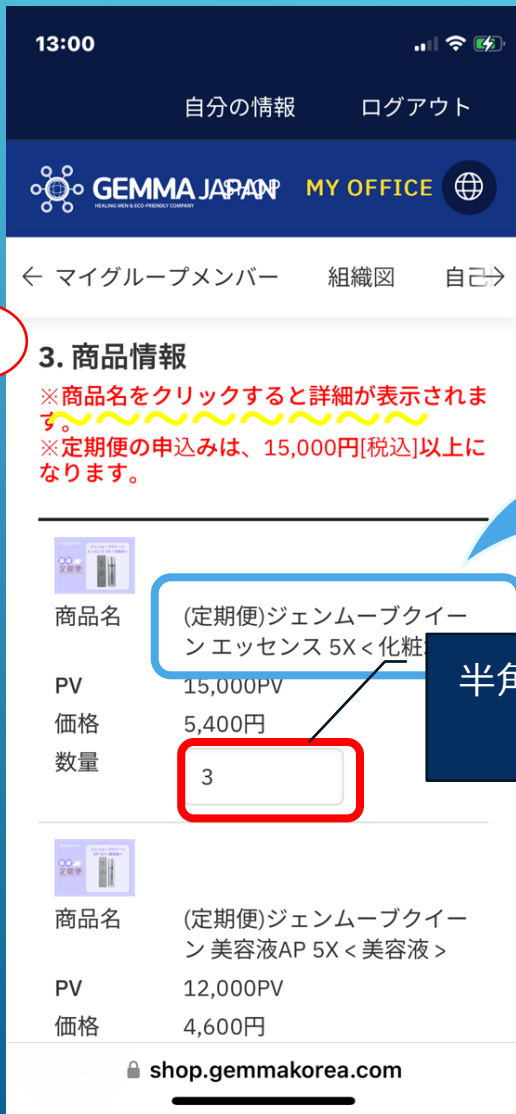 13:00
自分の情報 ログアウト
GEMMA JAPAN SHOP MY OFFICE
HEALING MEN & ECO-FRIENDLY COMPANY
← マイグループメンバー 組織図 自己→
3. 商品情報
※商品名をクリックすると詳細が表示されま
す。
※定期便の申込みは、15,000円[税込]以上に
なります。
定期便
商品名 (定期便)ジェンムーブクイー
ン エッセンス 5X < 化粧
半角
PV 15,000PV
価格 5,400円
数量 3
定期便
商品名 (定期便)ジェンムーブクイー
ン 美容液AP 5X < 美容液 >
PV 12,000PV
価格 4,600円
shop.gemmakorea.com